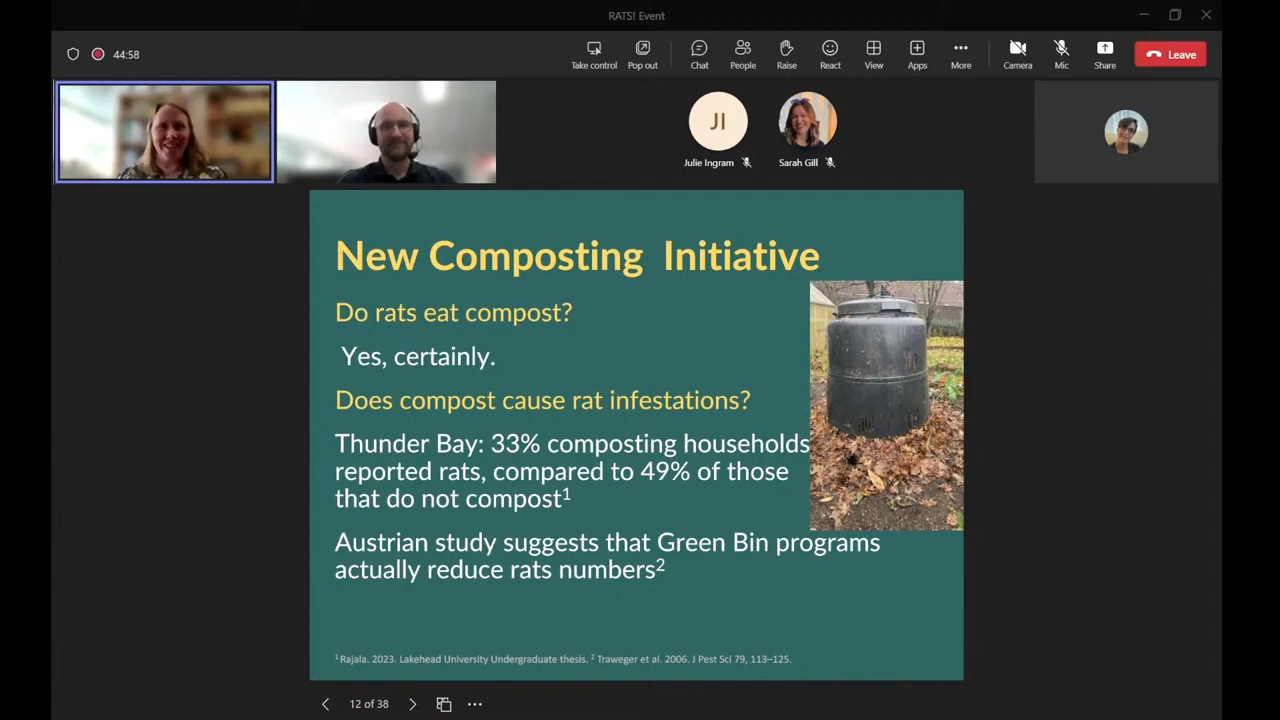 RATS! Event
44:58
Take control
Pop out
Chat
People
Raise
React
View
Apps
More
Camera
Mic
Share
Leave
JI
Julie Ingram
Sarah Gill
New Composting Initiative
Do rats eat compost?
Yes, certainly.
Does compost cause rat infestations?
Thunder Bay: 33% composting households
reported rats, compared to 49% of those
that do not compost1
Austrian study suggests that Green Bin programs
actually reduce rats numbers2
1 Rajala. 2023. Lakehead University Undergraduate thesis. 2 Traweger et al. 2006. J Pest Sci 79, 113–125.
12 of 38